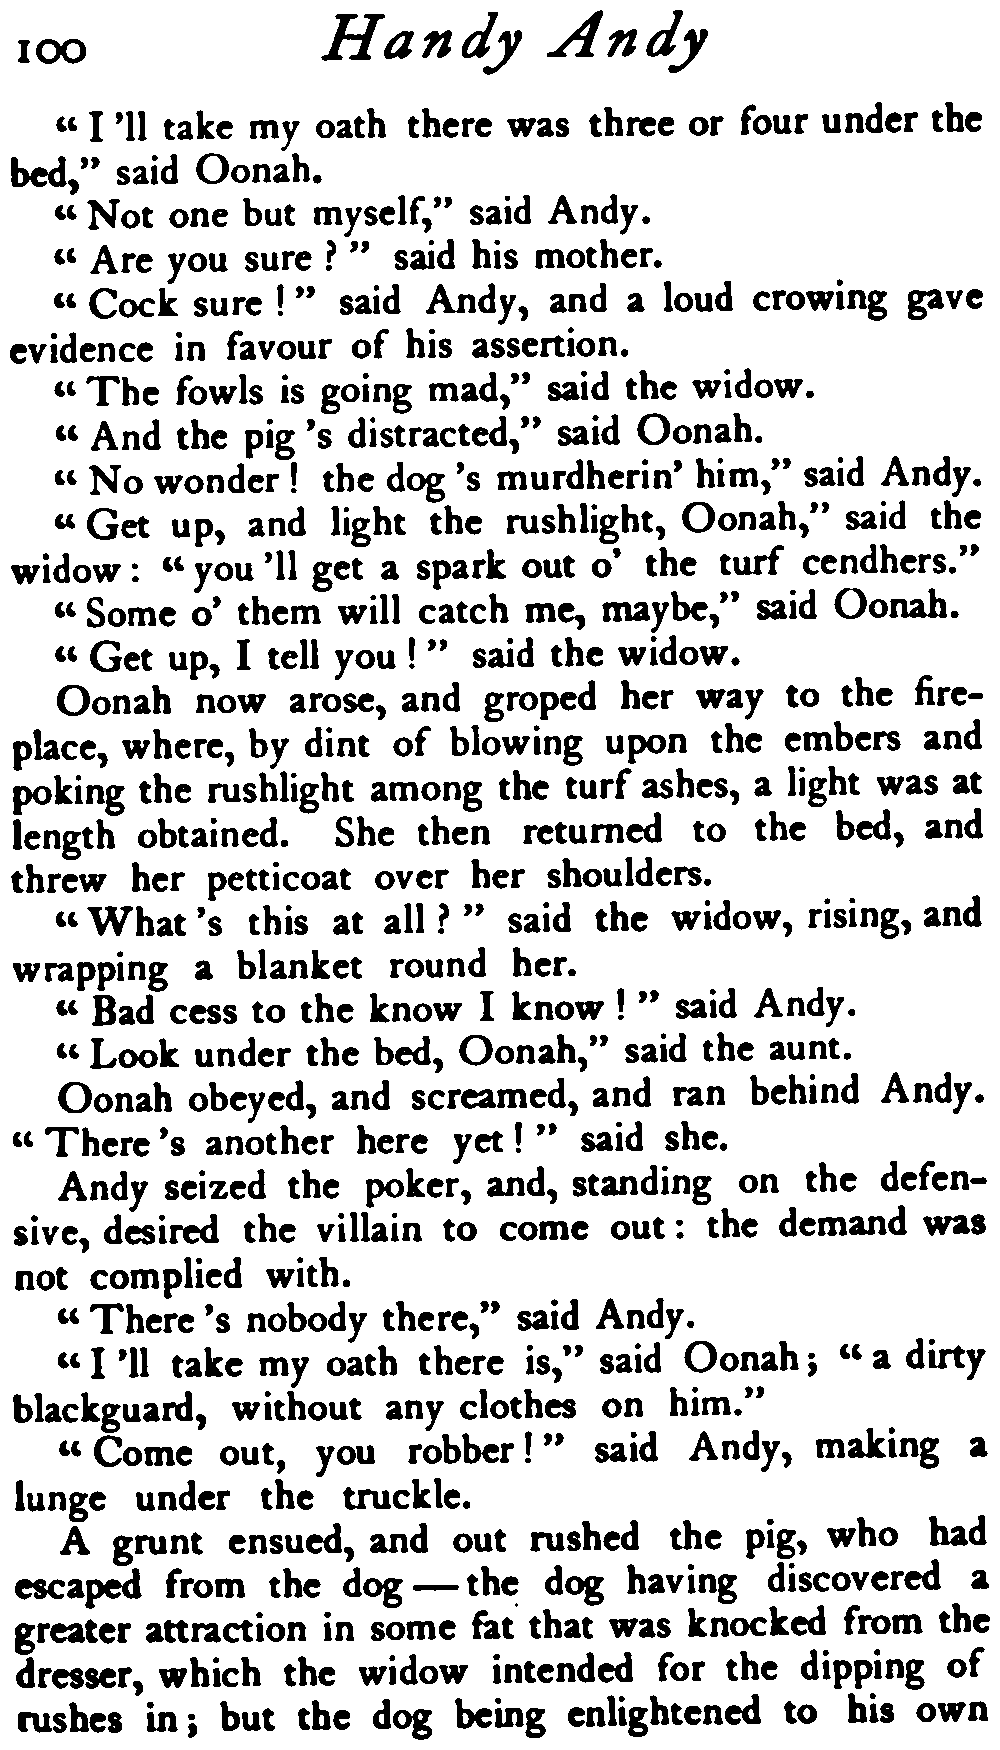 100 Handy Andy
“ I 'll take my oath there was three or four under the
bed,” said Oonah.
“ Not one but myself,” said Andy.
“ Are you sure ? ” said his mother.
“ Cock sure ! ” said Andy, and a loud crowing gave
evidence in favour of his assertion.
“ The fowls is going mad,” said the widow.
“ And the pig 's distracted,” said Oonah.
“ No wonder ! the dog 's murdherin' him,” said Andy.
“ Get up, and light the rushlight, Oonah,” said the
widow : “ you 'll get a spark out o' the turf cendhers.”
“ Some o' them will catch me, maybe,” said Oonah.
“ Get up, I tell you ! ” said the widow.
Oonah now arose, and groped her way to the fire-
place, where, by dint of blowing upon the embers and
poking the rushlight among the turf ashes, a light was at
length obtained. She then returned to the bed, and
threw her petticoat over her shoulders.
“ What 's this at all ? ” said the widow, rising, and
wrapping a blanket round her.
“ Bad cess to the know I know ! ” said Andy.
“ Look under the bed, Oonah,” said the aunt.
Oonah obeyed, and screamed, and ran behind Andy.
“ There 's another here yet ! ” said she.
Andy seized the poker, and, standing on the defen-
sive, desired the villain to come out : the demand was
not complied with.
“ There 's nobody there,” said Andy.
“ I 'll take my oath there is,” said Oonah ; “ a dirty
blackguard, without any clothes on him.”
“ Come out, you robber ! ” said Andy, making a
lunge under the truckle.
A grunt ensued, and out rushed the pig, who had
escaped from the dog — the dog having discovered a
greater attraction in some fat that was knocked from the
dresser, which the widow intended for the dipping of
rushes in ; but the dog being enlightened to his own